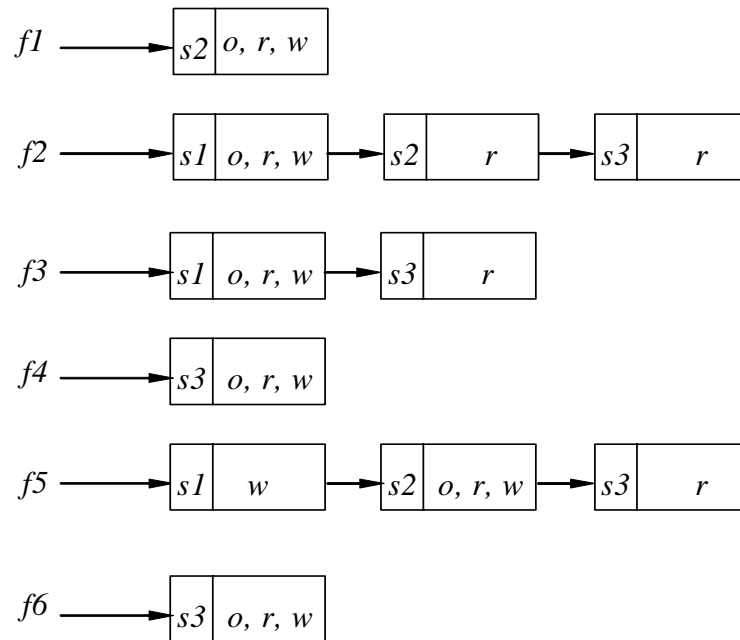 f1 s2 o, r, w
f2 s1 o, r, w s2 r s3 r
f3 s1 o, r, w s3 r
f4 s3 o, r, w
f5 s1 w s2 o, r, w s3 r
f6 s3 o, r, w